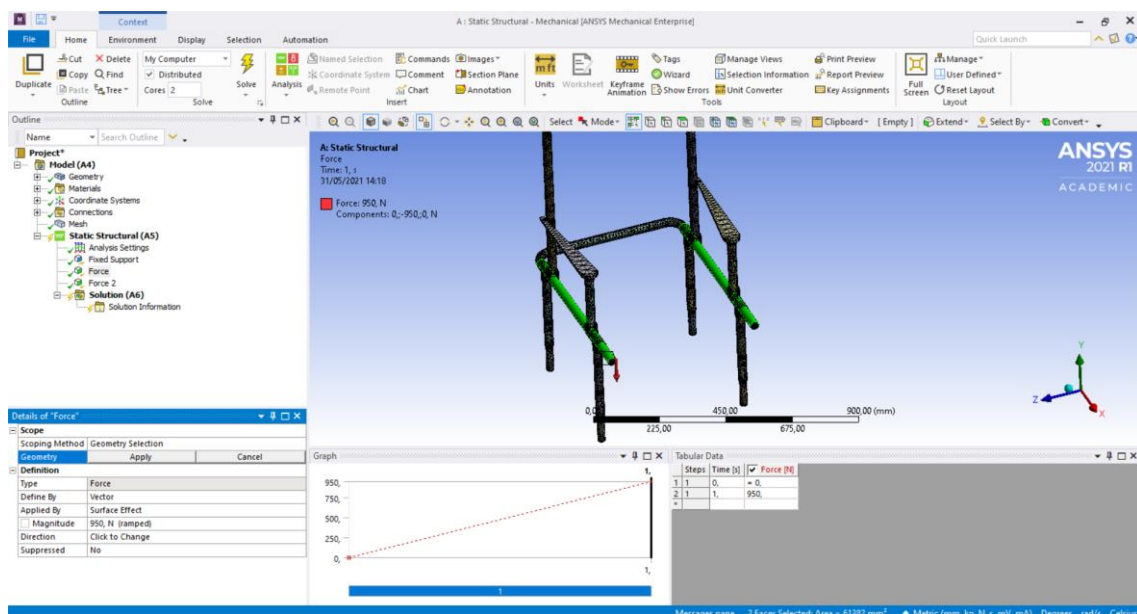 Context
A : Static Structural - Mechanical [ANSYS Mechanical Enterprise]
File Home Environment Display Selection Automation
Quick Launch
Duplicate
Cut
Copy
Paste
Delete
Find
Tree
Outline
My Computer
Distributed
Cores 2
Solve
Solve
Analysis
Named Selection
Coordinate System
Remote Point
Commands
Comment
Chart
Images
Section Plane
Annotation
Insert
Units
Worksheet
Keyframe Animation
Tags
Wizard
Show Errors
Manage Views
Selection Information
Unit Converter
Print Preview
Report Preview
Key Assignments
Tools
Full Screen
Manage
User Defined
Reset Layout
Layout
Outline
Name Search Outline
Select Mode Clipboard [ Empty ] Extend Select By Convert
Project*
Model (A4)
Geometry
Materials
Coordinate Systems
Connections
Mesh
Static Structural (A5)
Analysis Settings
Fixed Support
Force
Force 2
Solution (A6)
Solution Information
A: Static Structural
Force
Time: 1, s
31/05/2021 14:18
Force: 950, N
Components: 0,;-950,;0, N
ANSYS
2021 R1
ACADEMIC
Y
Z
X
450,00 900,00 (mm)
225,00 675,00
Details of "Force"
Scope
Scoping Method Geometry Selection
Geometry Apply Cancel
Definition
Type Force
Define By Vector
Applied By Surface Effect
Magnitude 950, N (ramped)
Direction Click to Change
Suppressed No
Graph
1,
950,
750,
500,
250,
0,
1,
1
Tabular Data
Steps Time [s] Force [N]
1 1 0, = 0,
2 1 1, 950,
*
Messages pane 2 Faces Selected: Area = 61382 mm² Metric (mm, kg, N, s, mV, mA) Degrees rad/s Celsius